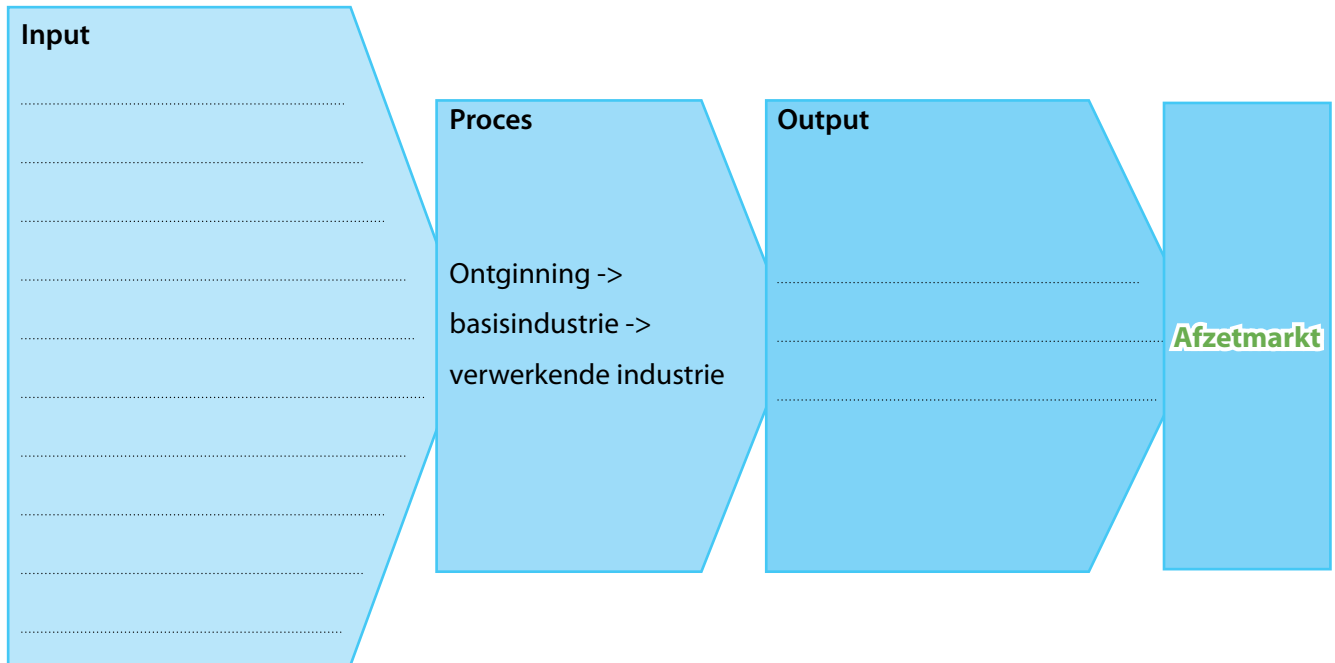 Input
Proces
Ontginning ->
basisindustrie ->
verwerkende industrie
Output
Afzetmarkt